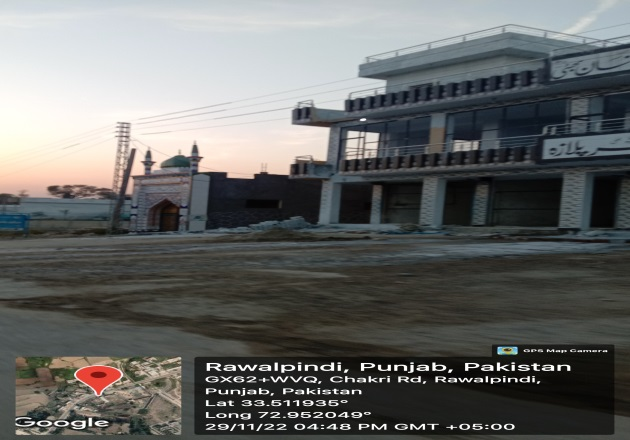 پلازہ
GPS Map Camera
Rawalpindi, Punjab, Pakistan
GX62+WVQ, Chakri Rd, Rawalpindi,
Punjab, Pakistan
Lat 33.511935°
Long 72.952049°
29/11/22 04:48 PM GMT +05:00
Google